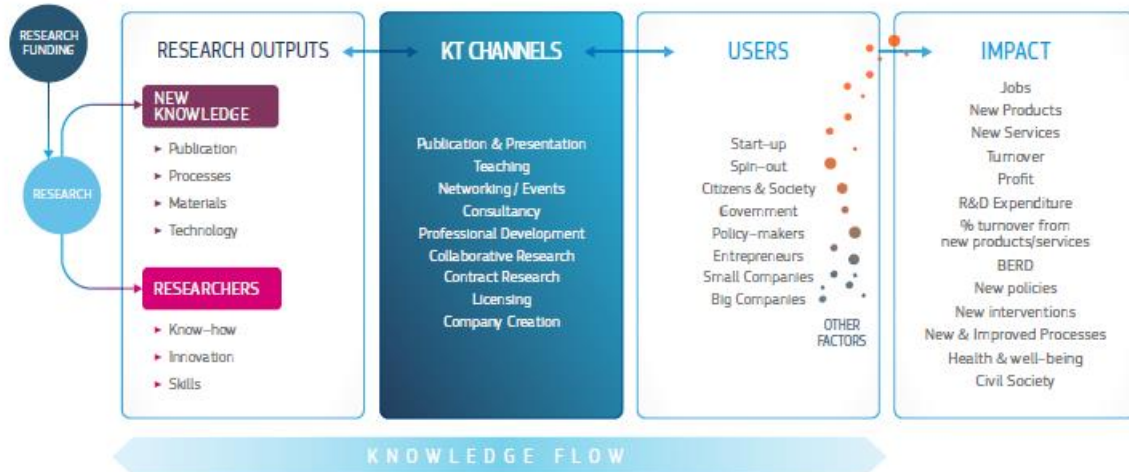 RESEARCH
FUNDING
RESEARCH
RESEARCH OUTPUTS
NEW
KNOWLEDGE
▸ Publication
▸ Processes
▸ Materials
▸ Technology
RESEARCHERS
▸ Know-how
▸ Innovation
▸ Skills
KT CHANNELS
Publication & Presentation
Teaching
Networking / Events
Consultancy
Professional Development
Collaborative Research
Contract Research
Licensing
Company Creation
USERS
Start-up
Spin-out
Citizens & Society
Government
Policy-makers
Entrepreneurs
Small Companies
Big Companies
OTHER
FACTORS
IMPACT
Jobs
New Products
New Services
Turnover
Profit
R&D Expenditure
% turnover from
new products/services
BERD
New policies
New interventions
New & Improved Processes
Health & well-being
Civil Society
KNOWLEDGE FLOW